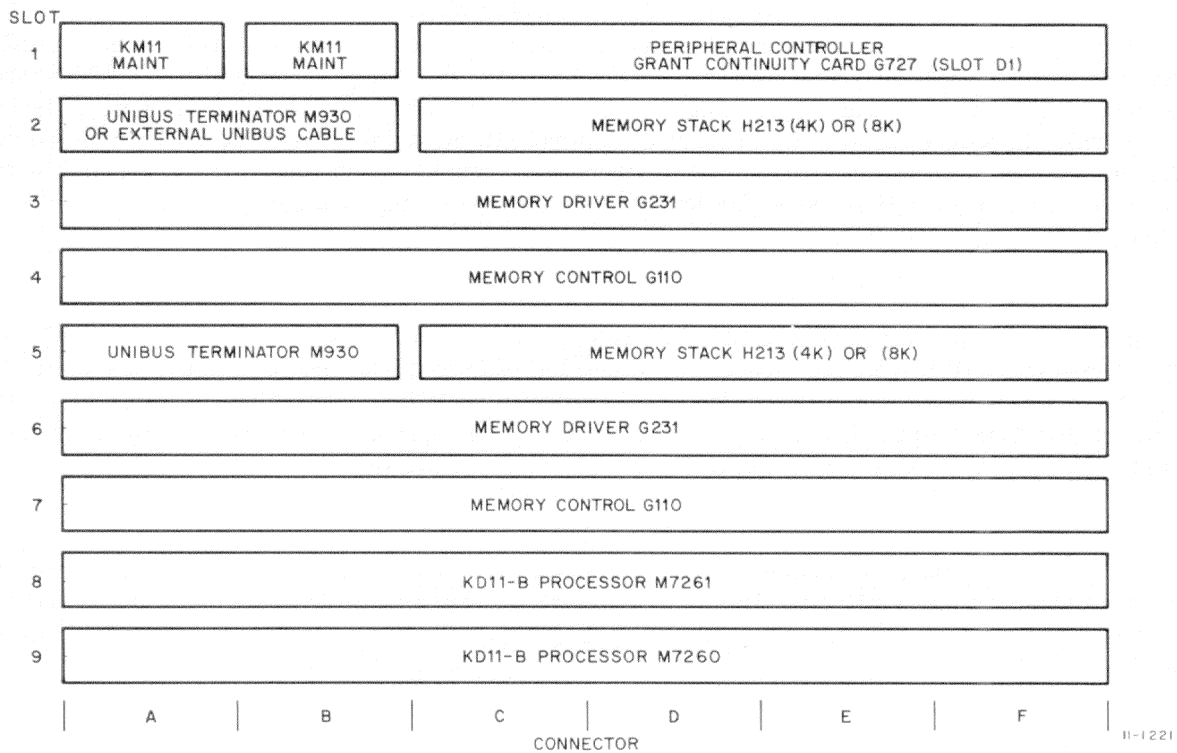 SLOT
1
KM11
MAINT
KM11
MAINT
PERIPHERAL CONTROLLER
GRANT CONTINUITY CARD G727 (SLOT D1)
2
UNIBUS TERMINATOR M930
OR EXTERNAL UNIBUS CABLE
MEMORY STACK H213 (4K) OR (8K)
3
MEMORY DRIVER G231
4
MEMORY CONTROL G110
5
UNIBUS TERMINATOR M930
MEMORY STACK H213 (4K) OR (8K)
6
MEMORY DRIVER G231
7
MEMORY CONTROL G110
8
KD11-B PROCESSOR M7261
9
KD11-B PROCESSOR M7260
A B C D E F
CONNECTOR
11-1221